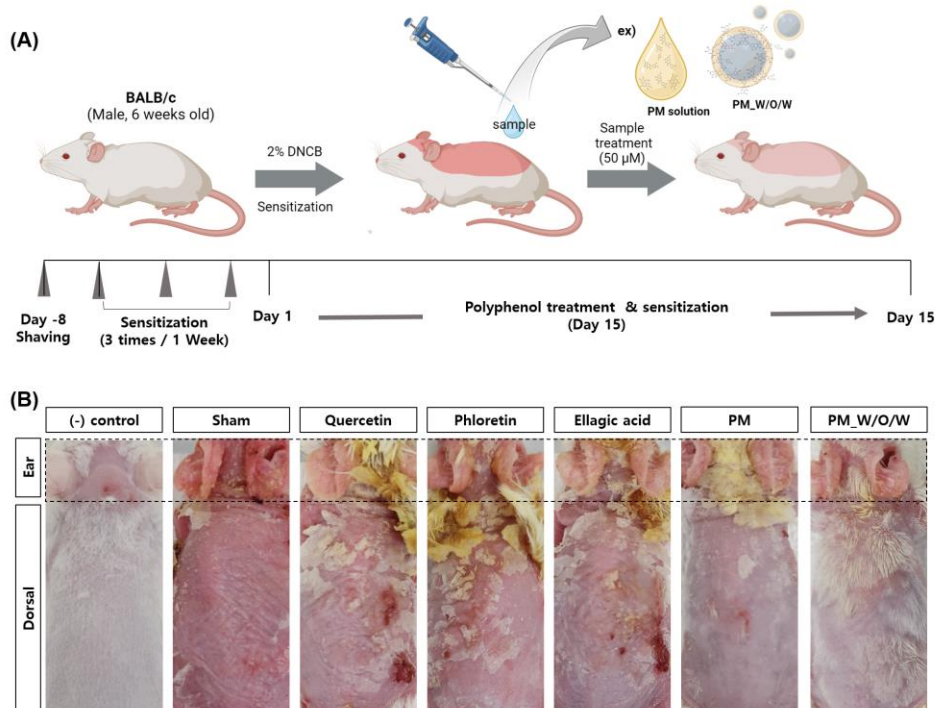 (A)
BALB/c
(Male, 6 weeks old)
2% DNCB
Sensitization
sample
ex)
PM solution
PM_W/O/W
Sample
treatment
(50 µM)
Day -8
Shaving
Sensitization
(3 times / 1 Week)
Day 1
Polyphenol treatment & sensitization
(Day 15)
Day 15
(B)
(-) control
Sham
Quercetin
Phloretin
Ellagic acid
PM
PM_W/O/W
Ear
Dorsal